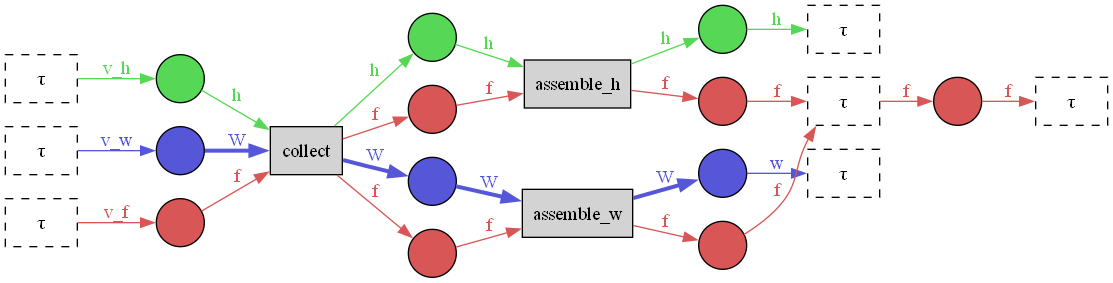 h h h h
τ
τ v_h h assemble_h
f f f f f f
τ τ τ
v_w W collect W w
τ W W τ
f f f
v_f assemble_w
τ f f